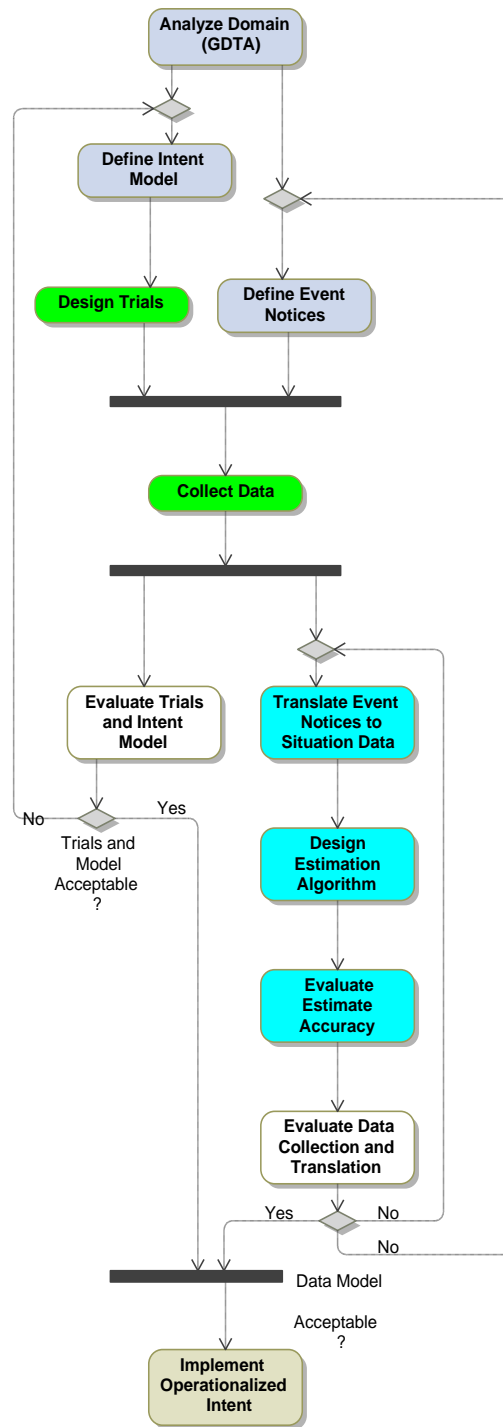 Analyze Domain
(GDTA)
Define Intent
Model
Design Trials
Define Event
Notices
Collect Data
Evaluate Trials
and Intent
Model
Translate Event
Notices to
Situation Data
No
Yes
Trials and
Model
Acceptable
?
Design
Estimation
Algorithm
Evaluate
Estimate
Accuracy
Evaluate Data
Collection and
Translation
Yes
No
No
Data Model
Acceptable
?
Implement
Operationalized
Intent